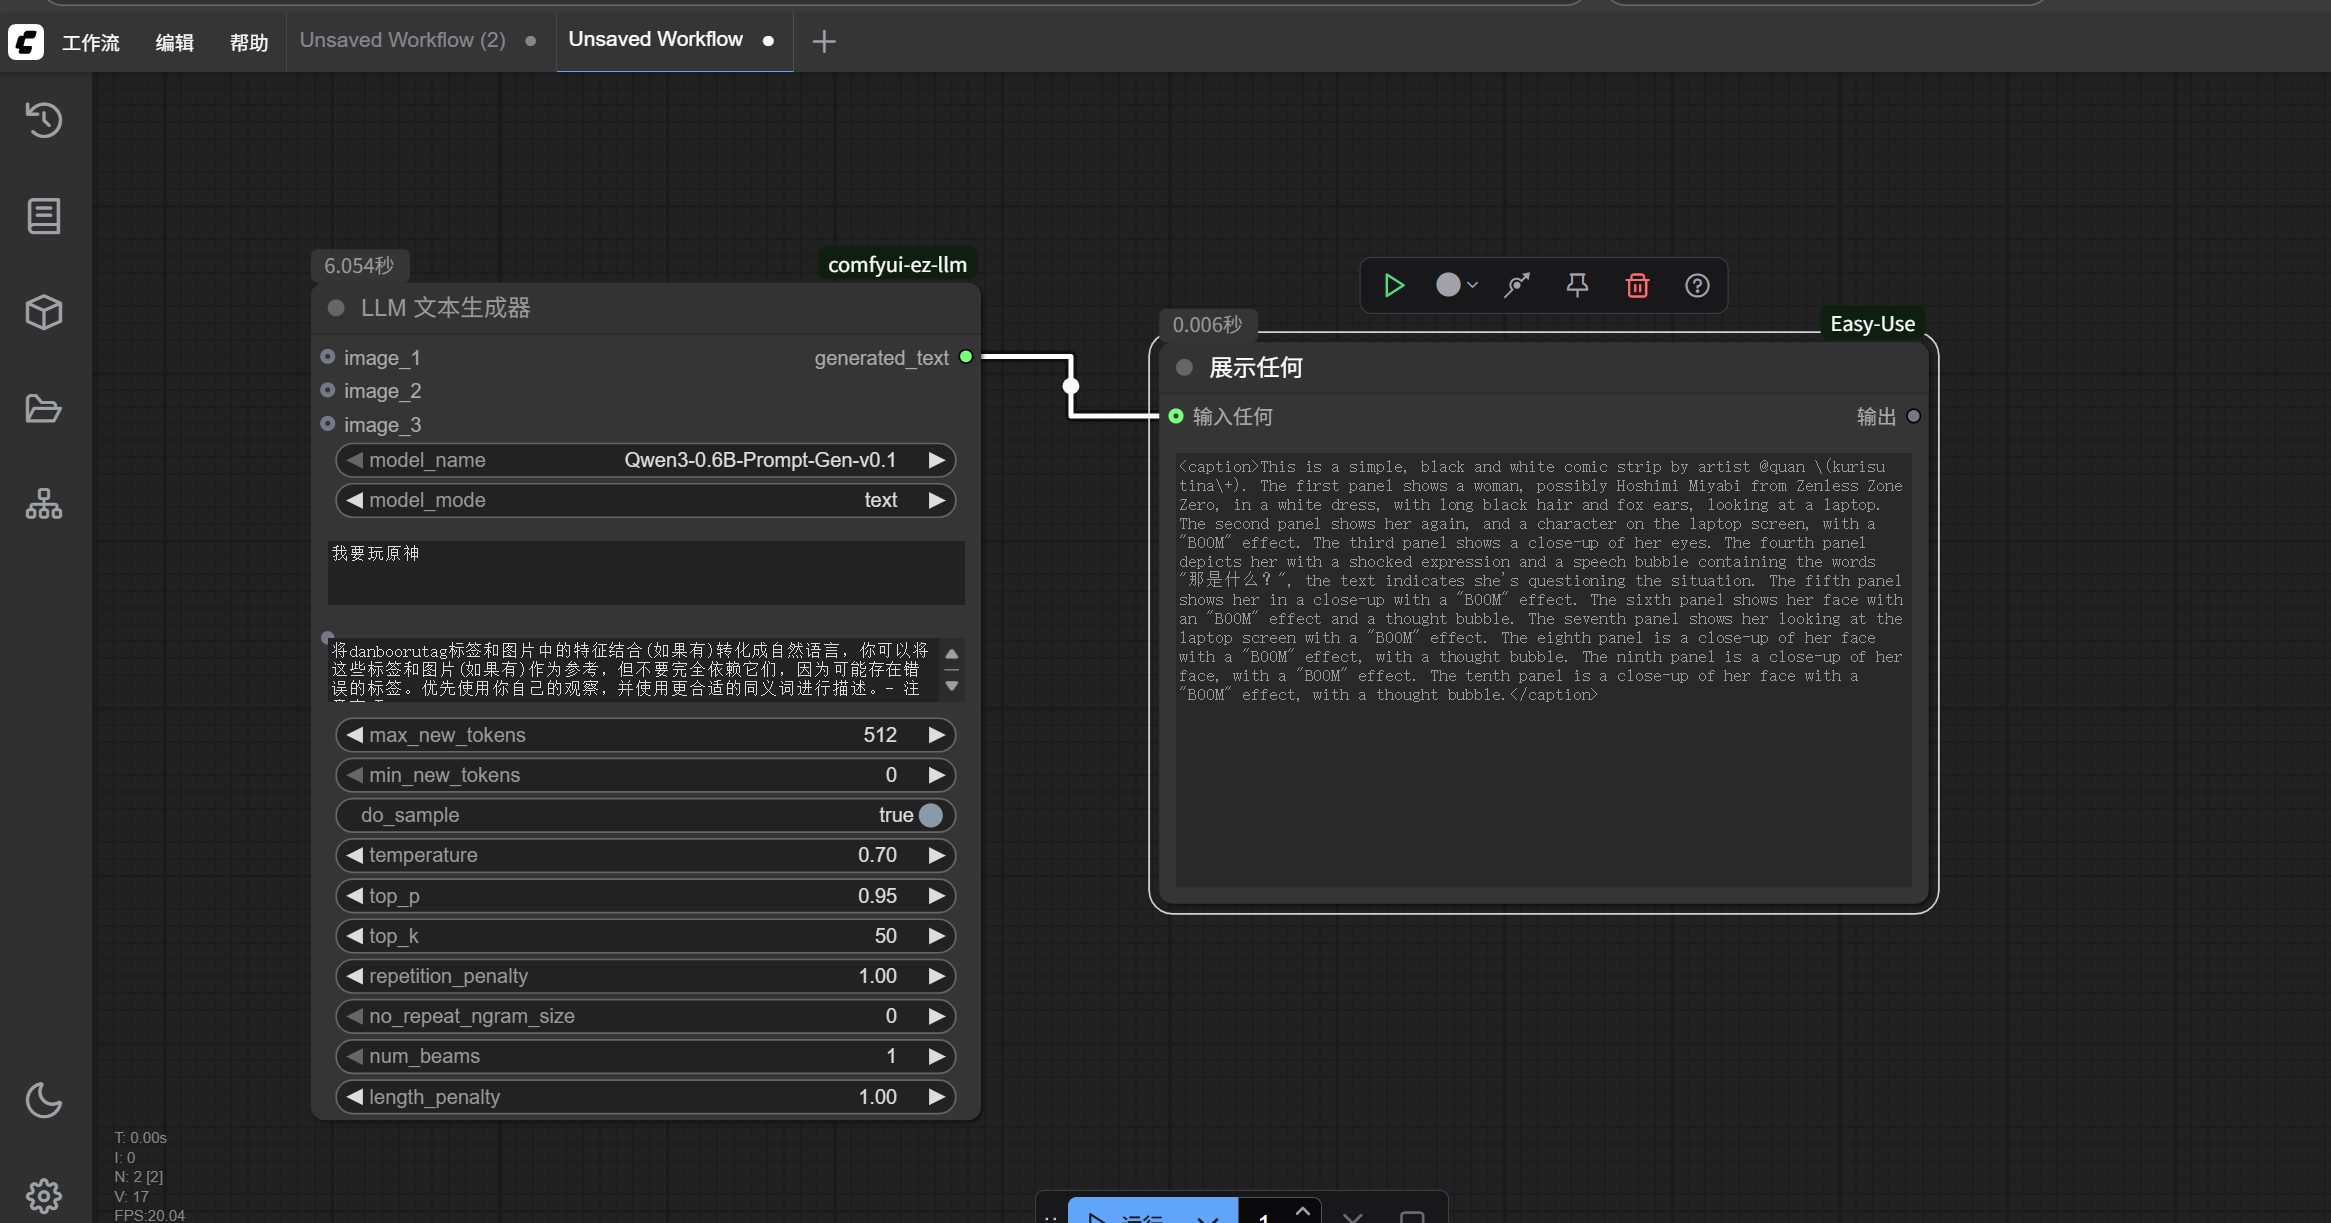 工作流 编辑 帮助 Unsaved Workflow (2) Unsaved Workflow
6.054秒
comfyui-ez-llm
LLM 文本生成器
image_1 generated_text
image_2
image_3
model_name Qwen3-0.6B-Prompt-Gen-v0.1
model_mode text
我要玩原神
将danboorutag标签和图片中的特征结合(如果有)转化成自然语言，你可以将
这些标签和图片(如果有)作为参考，但不要完全依赖它们，因为可能存在错
误的标签。优先使用你自己的观察，并使用更合适的同义词进行描述。- 注
max_new_tokens 512
min_new_tokens 0
do_sample true
temperature 0.70
top_p 0.95
top_k 50
repetition_penalty 1.00
no_repeat_ngram_size 0
num_beams 1
length_penalty 1.00
0.006秒
Easy-Use
展示任何
输入任何 输出
<caption>This is a simple, black and white comic strip by artist @quan \(kurisu
tina\+). The first panel shows a woman, possibly Hoshimi Miyabi from Zenless Zone
Zero, in a white dress, with long black hair and fox ears, looking at a laptop.
The second panel shows her again, and a character on the laptop screen, with a
"BOOM" effect. The third panel shows a close-up of her eyes. The fourth panel
depicts her with a shocked expression and a speech bubble containing the words
"那是什么？", the text indicates she's questioning the situation. The fifth panel
shows her in a close-up with a "BOOM" effect. The sixth panel shows her face with
an "BOOM" effect and a thought bubble. The seventh panel shows her looking at the
laptop screen with a "BOOM" effect. The eighth panel is a close-up of her face
with a "BOOM" effect, with a thought bubble. The ninth panel is a close-up of her
face, with a "BOOM" effect. The tenth panel is a close-up of her face with a
"BOOM" effect, with a thought bubble.</caption>
T: 0.00s
I: 0
N: 2 [2]
V: 17
FPS:20.04
运行 1